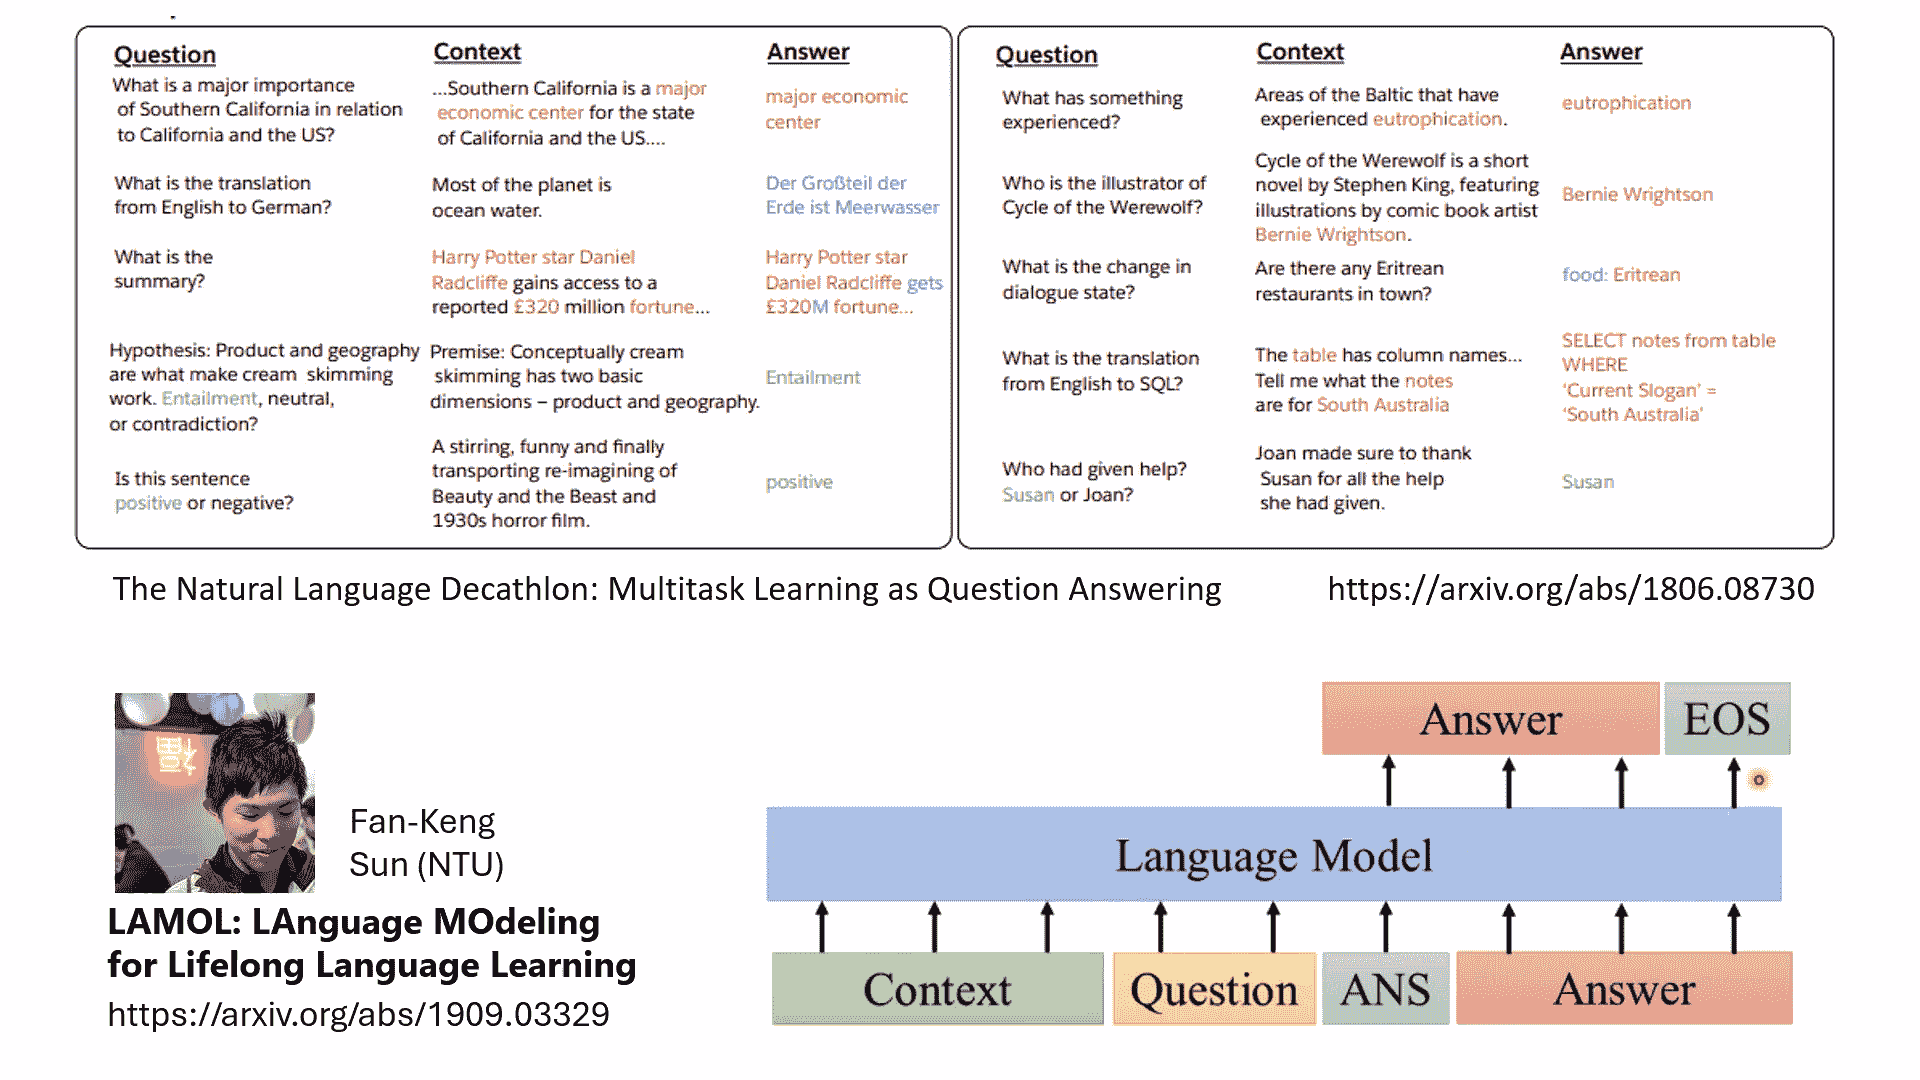 Question
Context
Answer
What is a major importance
of Southern California in relation
to California and the US?
...Southern California is a major
economic center for the state
of California and the US....
major economic
center
What is the translation
from English to German?
Most of the planet is
ocean water.
Der Großteil der
Erde ist Meerwasser
What is the
summary?
Harry Potter star Daniel
Radcliffe gains access to a
reported £320 million fortune...
Harry Potter star
Daniel Radcliffe gets
£320M fortune...
Hypothesis: Product and geography
are what make cream skimming
work. Entailment, neutral,
or contradiction?
Premise: Conceptually cream
skimming has two basic
dimensions – product and geography.
Entailment
Is this sentence
positive or negative?
A stirring, funny and finally
transporting re-imagining of
Beauty and the Beast and
1930s horror film.
positive
Question
Context
Answer
What has something
experienced?
Areas of the Baltic that have
experienced eutrophication.
eutrophication
Who is the illustrator of
Cycle of the Werewolf?
Cycle of the Werewolf is a short
novel by Stephen King, featuring
illustrations by comic book artist
Bernie Wrightson.
Bernie Wrightson
What is the change in
dialogue state?
Are there any Eritrean
restaurants in town?
food: Eritrean
What is the translation
from English to SQL?
The table has column names...
Tell me what the notes
are for South Australia
SELECT notes from table
WHERE
‘Current Slogan’ =
‘South Australia’
Who had given help?
Susan or Joan?
Joan made sure to thank
Susan for all the help
she had given.
Susan
The Natural Language Decathlon: Multitask Learning as Question Answering
https://arxiv.org/abs/1806.08730
福
Fan-Keng
Sun (NTU)
LAMOL: LAnguage MOdeling
for Lifelong Language Learning
https://arxiv.org/abs/1909.03329
Answer
EOS
Language Model
Context
Question
ANS
Answer